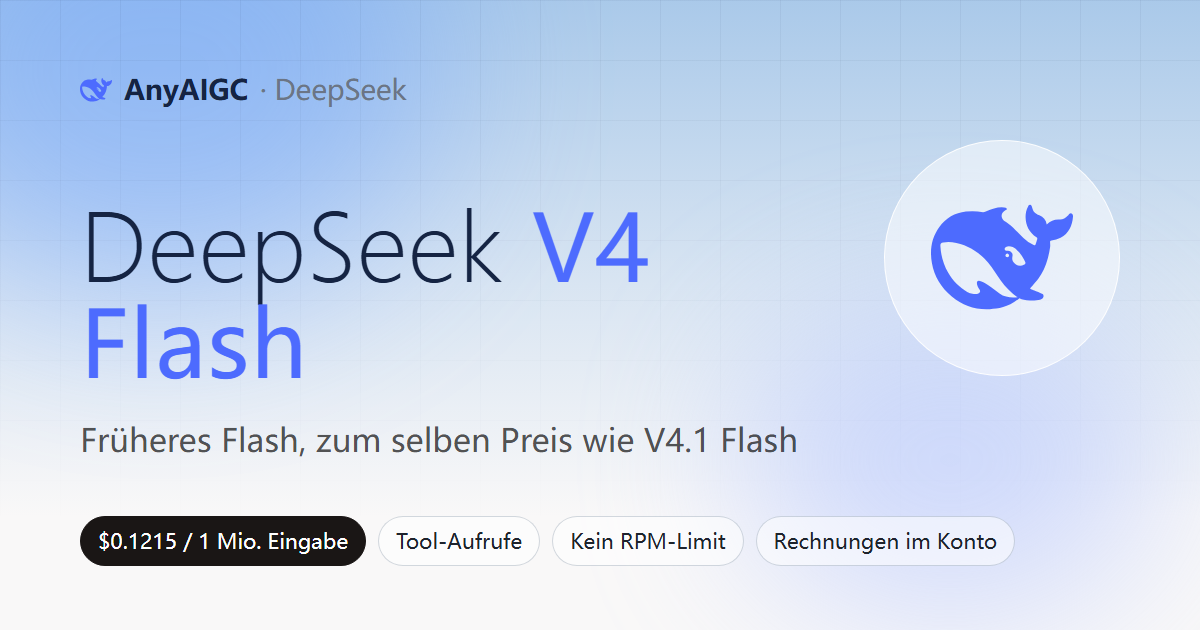 AnyAIGC · DeepSeek
DeepSeek V4
Flash
Früheres Flash, zum selben Preis wie V4.1 Flash
$0.1215 / 1 Mio. Eingabe
Tool-Aufrufe
Kein RPM-Limit
Rechnungen im Konto